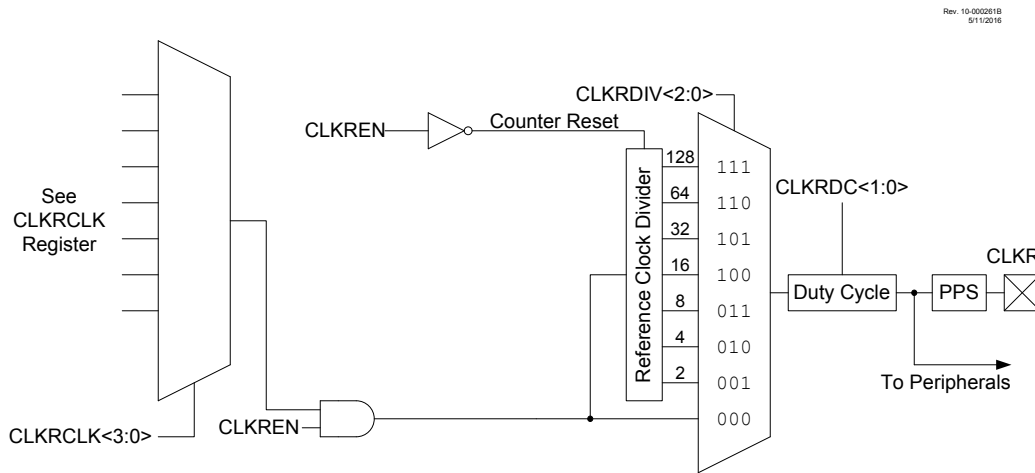 Rev. 10-000261B
5/11/2016
CLKRDIV<2:0>
CLKREN
Counter Reset
See
CLKRCLK
Register
Reference Clock Divider
128
111
64
110
32
101
16
100
8
011
4
010
2
001
000
CLKRDC<1:0>
CLKR
Duty Cycle
PPS
To Peripherals
CLKREN
CLKRCLK<3:0>